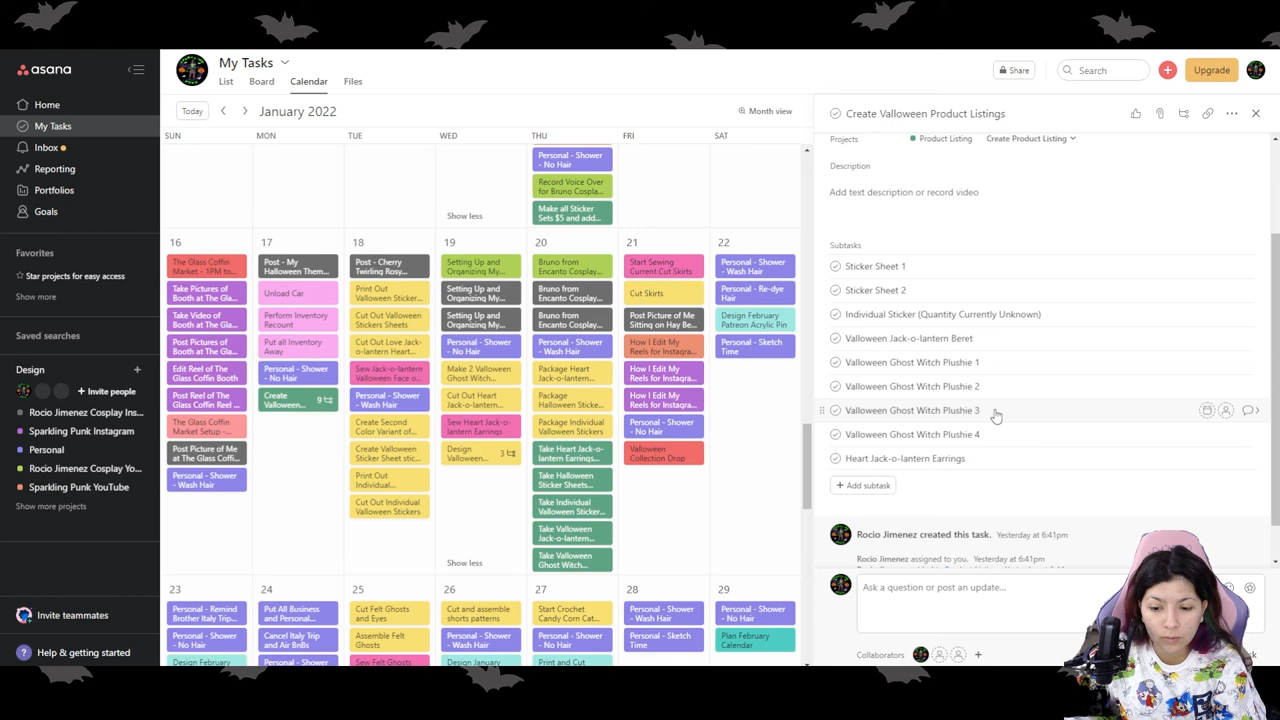 asana
Home
My Tasks
Inbox
Reporting
Portfolios
Goals
Favorites
Star projects for easy access
Show more
Saved searches
Design
Invite people
Rocio Jimenez Cosplay Ins...
Sparkling Punk Instagram
Personal
Rocio Jimenez Cosplay Yo...
Sparkling Punk YouTube
Show more projects
Invite teammates
My Tasks
List Board Calendar Files
Share
Search
Upgrade
Today
January 2022
Month view
SUN MON TUE WED THU FRI SAT
Show less
Personal - Shower
- No Hair
Record Voice Over
for Bruno Cospla...
Make all Sticker
Sets $5 and add...
16
The Glass Coffin
Market - 1PM to...
Take Pictures of
Booth at The Gla...
Take Video of
Booth at The Gla...
Post Pictures of
Booth at The Gla...
Edit Reel of The
Glass Coffin Booth
Post Reel of The
Glass Coffin Reel ...
The Glass Coffin
Market Setup -...
Post Picture of Me
at The Glass Coffi...
Personal - Shower
- Wash Hair
17
Post - My
Halloween Them...
Unload Car
Perform Inventory
Recount
Put all Inventory
Away
Personal - Shower
- No Hair
Create
Valloween... 9
18
Post - Cherry
Twirling Rosy...
Print Out
Valloween Sticker...
Cut Out Valloween
Stickers Sheets
Cut Out Love Jack-
o-lantern Heart...
Sew Jack-o-lantern
Valloween Face o...
Personal - Shower
- Wash Hair
Create Second
Color Variant of...
Create Valloween
Sticker Sheet stic...
Print Out
Individual...
Cut Out Individual
Valloween Stickers
19
Setting Up and
Organizing My...
Setting Up and
Organizing My...
Setting Up and
Organizing My...
Personal - Shower
- No Hair
Make 2 Valloween
Ghost Witch...
Cut Out Heart
Jack-o-lantern...
Sew Heart Jack-o-
lantern Earrings
Design
Valloween... 3
Show less
20
Bruno from
Encanto Cosplay...
Bruno from
Encanto Cosplay...
Bruno from
Encanto Cosplay...
Personal - Shower
- Wash Hair
Package Heart
Jack-o-lantern...
Package
Halloween Sticke...
Package Individual
Valloween Stickers
Take Heart Jack-o-
lantern Earrings...
Take Halloween
Sticker Sheets...
Take Individual
Valloween Sticker...
Take Valloween
Jack-o-lantern...
Take Valloween
Ghost Witch...
21
Start Sewing
Current Cut Skirts
Cut Skirts
Post Picture of Me
Sitting on Hay Be...
How I Edit My
Reels for Instagra...
How I Edit My
Reels for Instagr...
How I Edit My
Reels for Instagra...
Personal - Shower
- No Hair
Valloween
Collection Drop
22
Personal - Shower
- Wash Hair
Personal - Re-dye
Hair
Design February
Patreon Acrylic Pin
Personal - Sketch
Time
23
Personal - Remind
Brother Italy Trip...
Personal - Shower
- No Hair
Design February
24
Put All Business
and Personal...
Cancel Italy Trip
and Air BnBs
Personal - Shower
25
Cut Felt Ghosts
and Eyes
Assemble Felt
Ghosts
Sew Felt Ghosts
26
Cut and assemble
shorts patterns
Personal - Shower
- Wash Hair
Design January
27
Start Crochet
Candy Corn Cat...
Personal - Shower
- No Hair
Print and Cut
28
Personal - Shower
- Wash Hair
Personal - Sketch
Time
29
Personal - Shower
- No Hair
Plan February
Calendar
Create Valloween Product Listings
Projects Product Listing Create Product Listing
Description
Add text description or record video
Subtasks
Sticker Sheet 1
Sticker Sheet 2
Individual Sticker (Quantity Currently Unknown)
Valloween Jack-o-lantern Beret
Valloween Ghost Witch Plushie 1
Valloween Ghost Witch Plushie 2
Valloween Ghost Witch Plushie 3
Valloween Ghost Witch Plushie 4
Heart Jack-o-lantern Earrings
+ Add subtask
Rocio Jimenez created this task. Yesterday at 6:41pm
Rocio Jimenez assigned to you. Yesterday at 6:41pm
Ask a question or post an update...
Collaborators